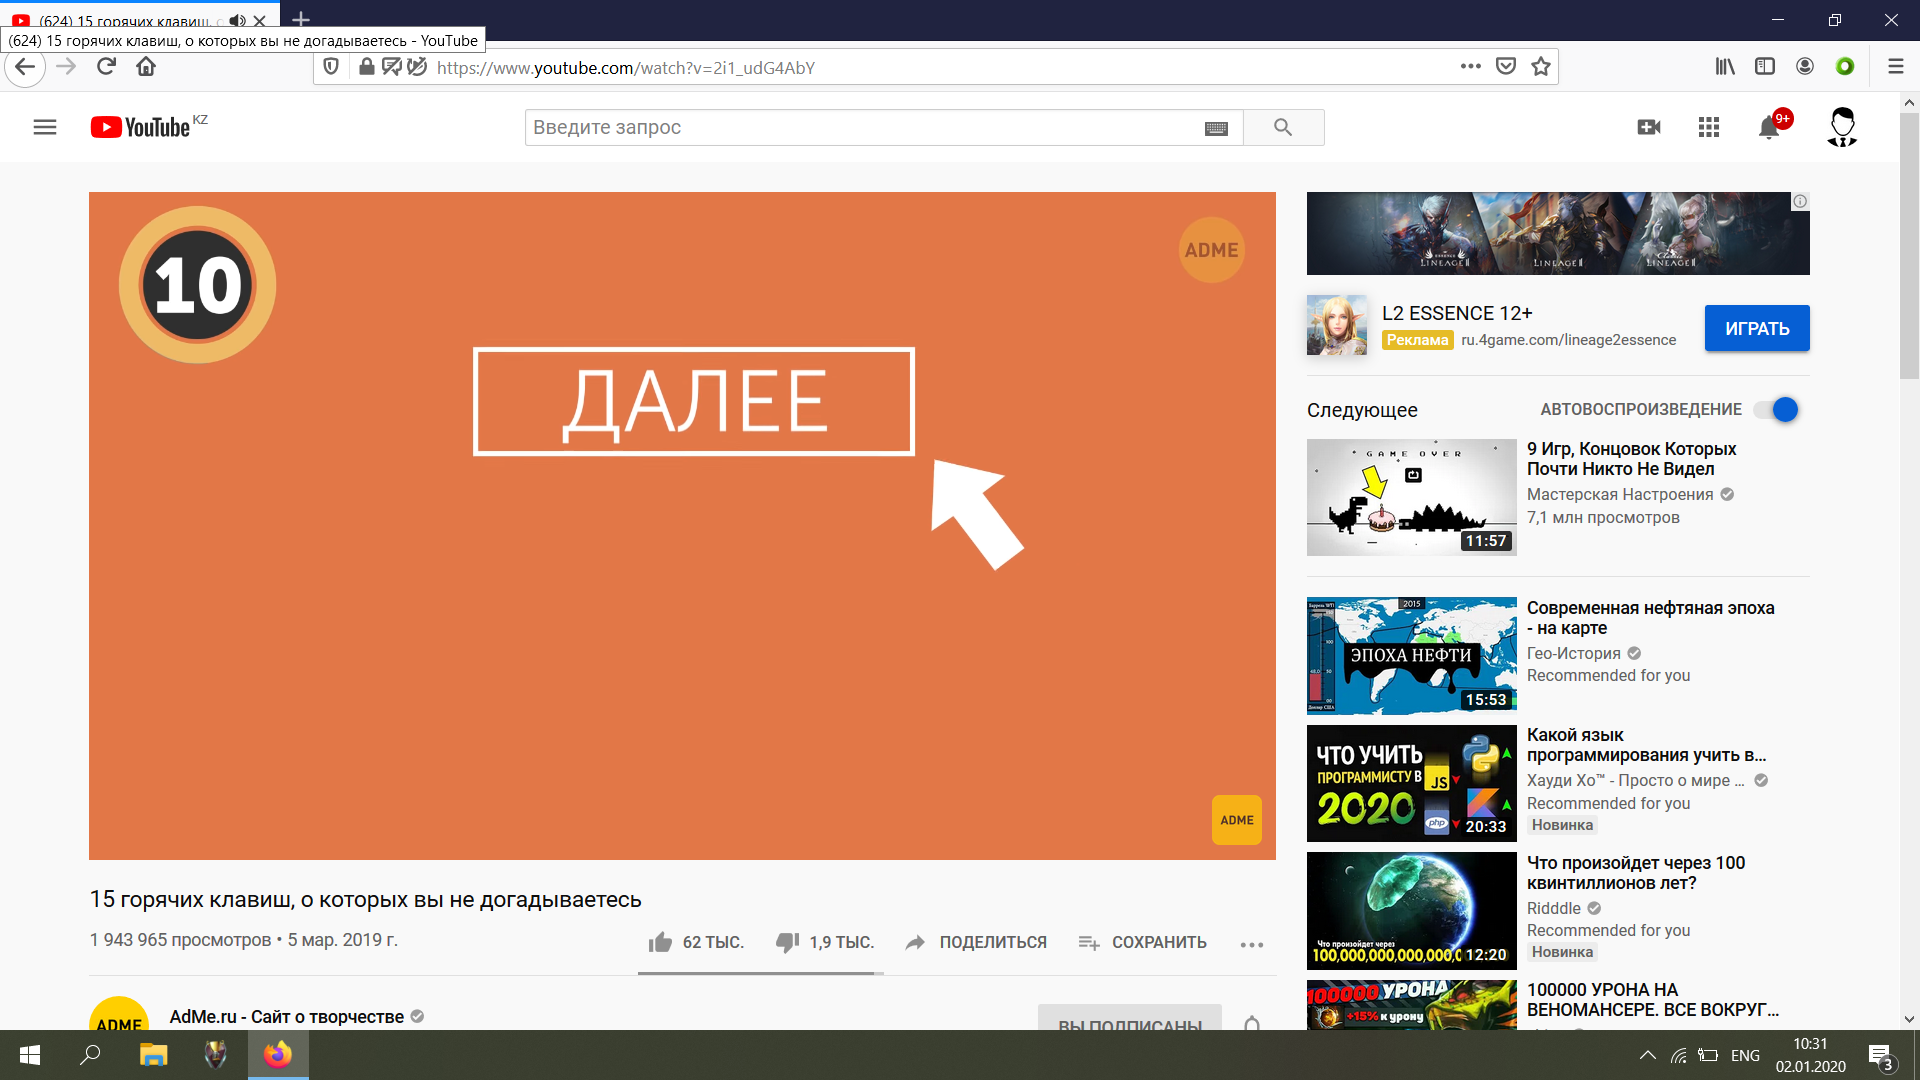 (624) 15 горячих клавиш, о
(624) 15 горячих клавиш, о которых вы не догадываетесь - YouTube
https://www.youtube.com/watch?v=2i1_udG4AbY
YouTube KZ
Введите запрос
9+
10
ADME
ДАЛЕЕ
ADME
15 горячих клавиш, о которых вы не догадываетесь
1 943 965 просмотров • 5 мар. 2019 г.
62 ТЫС.
1,9 ТЫС.
ПОДЕЛИТЬСЯ
СОХРАНИТЬ
ADME
AdMe.ru - Сайт о творчестве
ВЫ ПОДПИСАНЫ
LINEAGE II
LINEAGE II
Classic
LINEAGE II
L2 ESSENCE 12+
Реклама ru.4game.com/lineage2essence
ИГРАТЬ
Следующее
АВТОВОСПРОИЗВЕДЕНИЕ
GAME OVER
11:57
9 Игр, Концовок Которых
Почти Никто Не Видел
Мастерская Настроения
7,1 млн просмотров
2015
ЭПОХА НЕФТИ
15:53
Современная нефтяная эпоха
- на карте
Гео-История
Recommended for you
ЧТО УЧИТЬ
ПРОГРАММИСТУ В
2020
JS
php
20:33
Какой язык
программирования учить в...
Хауди Хо™ - Просто о мире ...
Recommended for you
Новинка
Что произойдет через
100,000,000,000,000,0
12:20
Что произойдет через 100
квинтиллионов лет?
Ridddle
Recommended for you
Новинка
100000 УРОНА
+15% к урону
100000 УРОНА НА
ВЕНОМАНСЕРЕ. ВСЕ ВОКРУГ...
ENG
10:31
02.01.2020
3